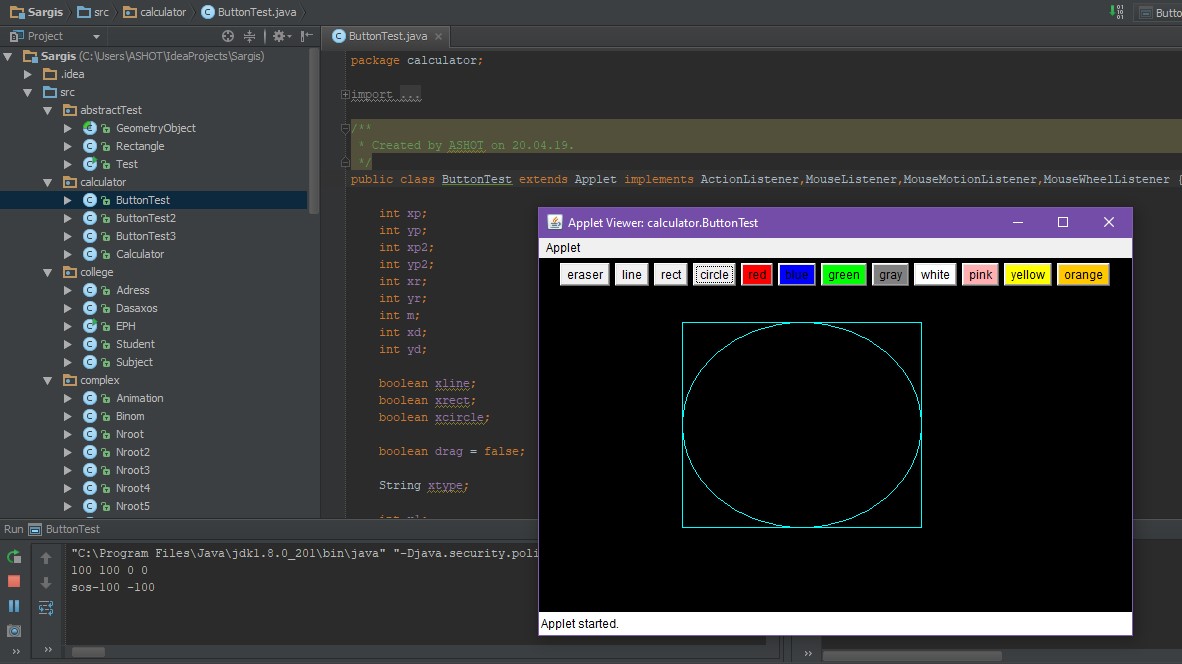 Sargis src calculator ButtonTest.java
Project
ButtonTest.java
Sargis (C:\Users\ASHOT\IdeaProjects\Sargis)
.idea
src
abstractTest
GeometryObject
Rectangle
Test
calculator
ButtonTest
ButtonTest2
ButtonTest3
Calculator
college
Adress
Dasaxos
EPH
Student
Subject
complex
Animation
Binom
Nroot
Nroot2
Nroot3
Nroot4
Nroot5
package calculator;
import ...
/**
* Created by ASHOT on 20.04.19.
*/
public class ButtonTest extends Applet implements ActionListener,MouseListener,MouseMotionListener,MouseWheelListener {
int xp;
int yp;
int xp2;
int yp2;
int xr;
int yr;
int m;
int xd;
int yd;
boolean xline;
boolean xrect;
boolean xcircle;
boolean drag = false;
String xtype;
Applet Viewer: calculator.ButtonTest
Applet
eraser line rect circle red blue green gray white pink yellow orange
Applet started.
Run ButtonTest
"C:\Program Files\Java\jdk1.8.0_201\bin\java" "-Djava.security.poli
100 100 0 0
sos-100 -100